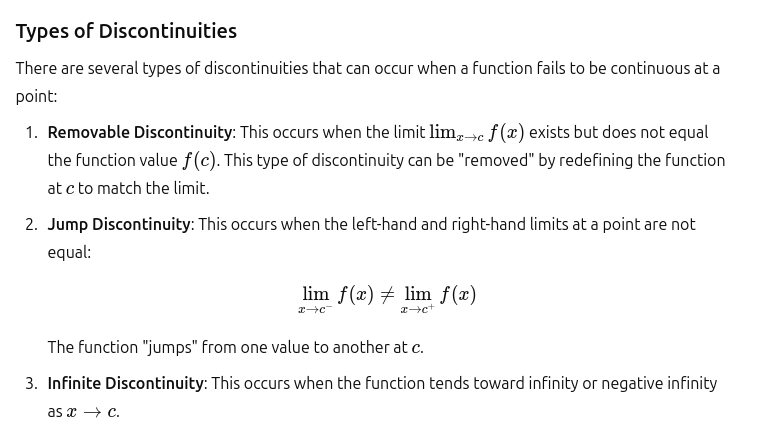 Types of Discontinuities
There are several types of discontinuities that can occur when a function fails to be continuous at a
point:
1. Removable Discontinuity: This occurs when the limit lim_{x→c} f(x) exists but does not equal
the function value f(c). This type of discontinuity can be "removed" by redefining the function
at c to match the limit.
2. Jump Discontinuity: This occurs when the left-hand and right-hand limits at a point are not
equal:
lim_{x→c⁻} f(x) ≠ lim_{x→c⁺} f(x)
The function "jumps" from one value to another at c.
3. Infinite Discontinuity: This occurs when the function tends toward infinity or negative infinity
as x → c.